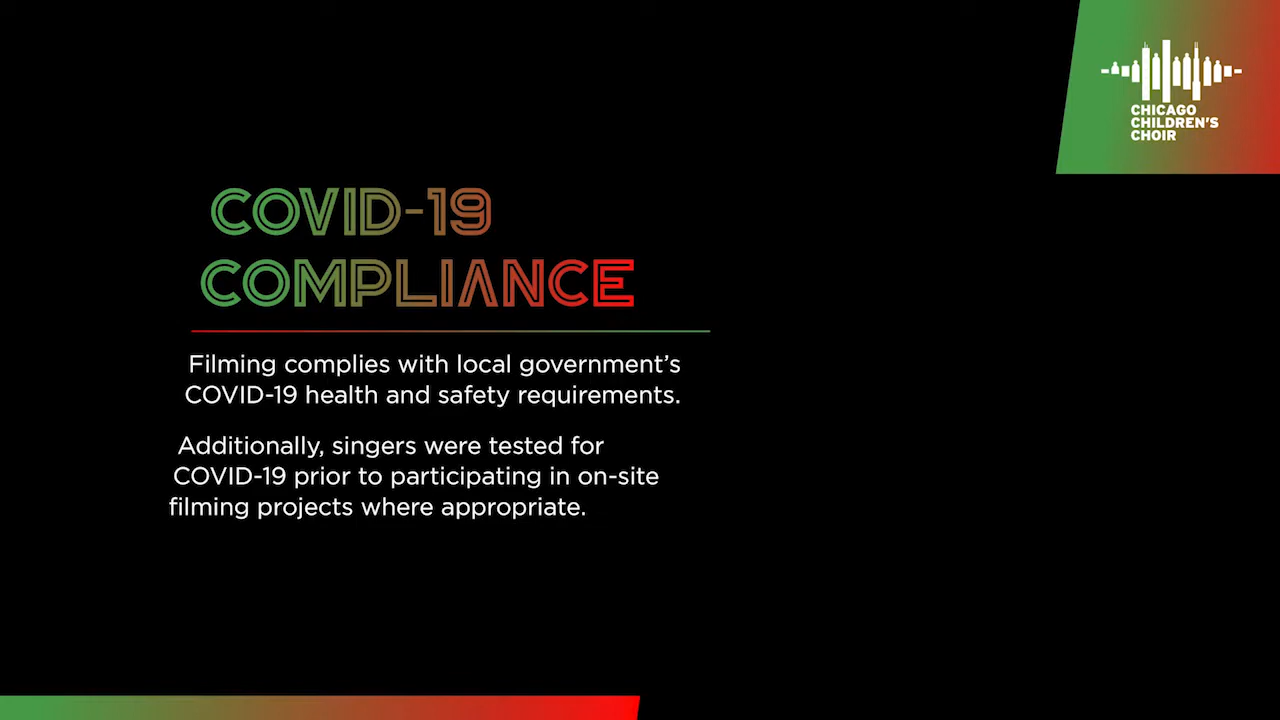 CHICAGO
CHILDREN'S
CHOIR
COVID-19
COMPLIANCE
Filming complies with local government’s
COVID-19 health and safety requirements.
Additionally, singers were tested for
COVID-19 prior to participating in on-site
filming projects where appropriate.